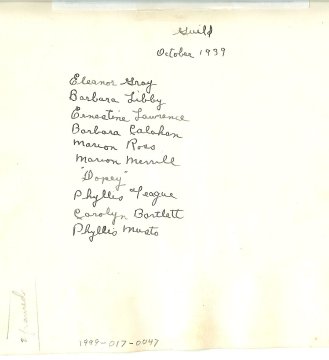 Guild
October 1939
Eleanor Gray
Barbara Libby
Ernestine Lawrence
Barbara Calahan
Marion Ross
Marion Merrill
"Dopey"
Phyllis Teague
Carolyn Bartlett
Phyllis Musto
1999-017-0047